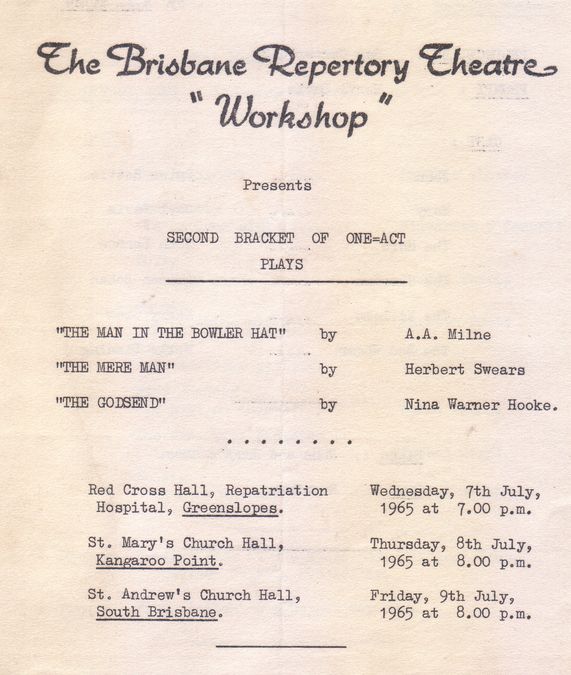 The Brisbane Repertory Theatre
"Workshop"
Presents
SECOND BRACKET OF ONE=ACT
PLAYS
"THE MAN IN THE BOWLER HAT" by A.A. Milne
"THE MERE MAN" by Herbert Swears
"THE GODSEND" by Nina Warner Hooke.
. . . . . . . . .
Red Cross Hall, Repatriation Wednesday, 7th July,
Hospital, Greenslopes. 1965 at 7.00 p.m.
St. Mary's Church Hall, Thursday, 8th July,
Kangaroo Point. 1965 at 8.00 p.m.
St. Andrew's Church Hall, Friday, 9th July,
South Brisbane. 1965 at 8.00 p.m.